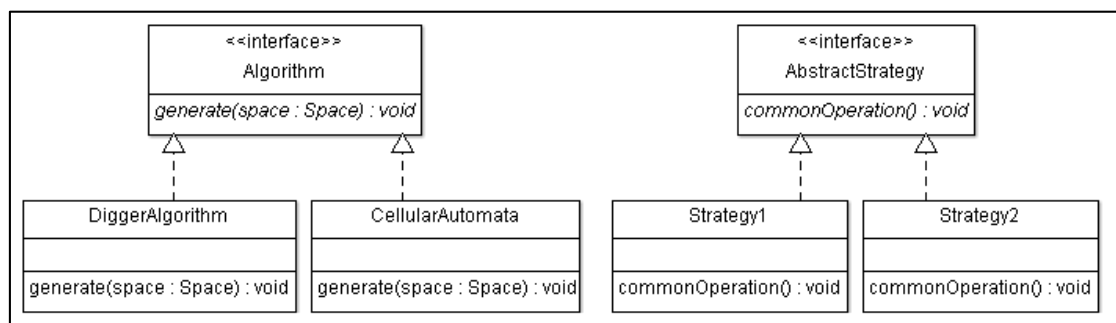 <<interface>>
Algorithm
generate(space : Space) : void
DiggerAlgorithm
generate(space : Space) : void
CellularAutomata
generate(space : Space) : void
<<interface>>
AbstractStrategy
commonOperation() : void
Strategy1
commonOperation() : void
Strategy2
commonOperation() : void